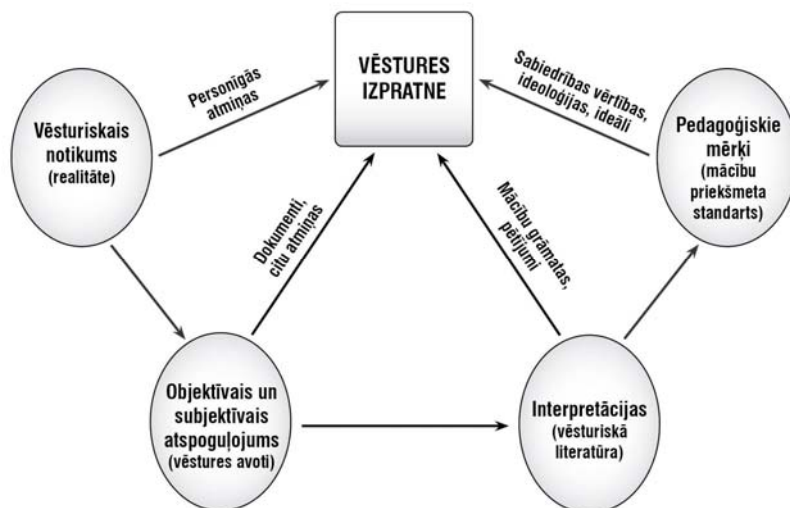 VĒSTURES
IZPRATNE
Personīgās
atmiņas
Sabiedrības vērtības,
ideoloģijas, ideāli
Vēsturiskais
notikums
(realitāte)
Pedagoģiskie
mērķi
(mācību
priekšmeta
standarts)
Dokumenti,
citu atmiņas
Mācību grāmatas,
pētījumi
Objektīvais un
subjektīvais
atspoguļojums
(vēstures avoti)
Interpretācijas
(vēsturiskā
literatūra)